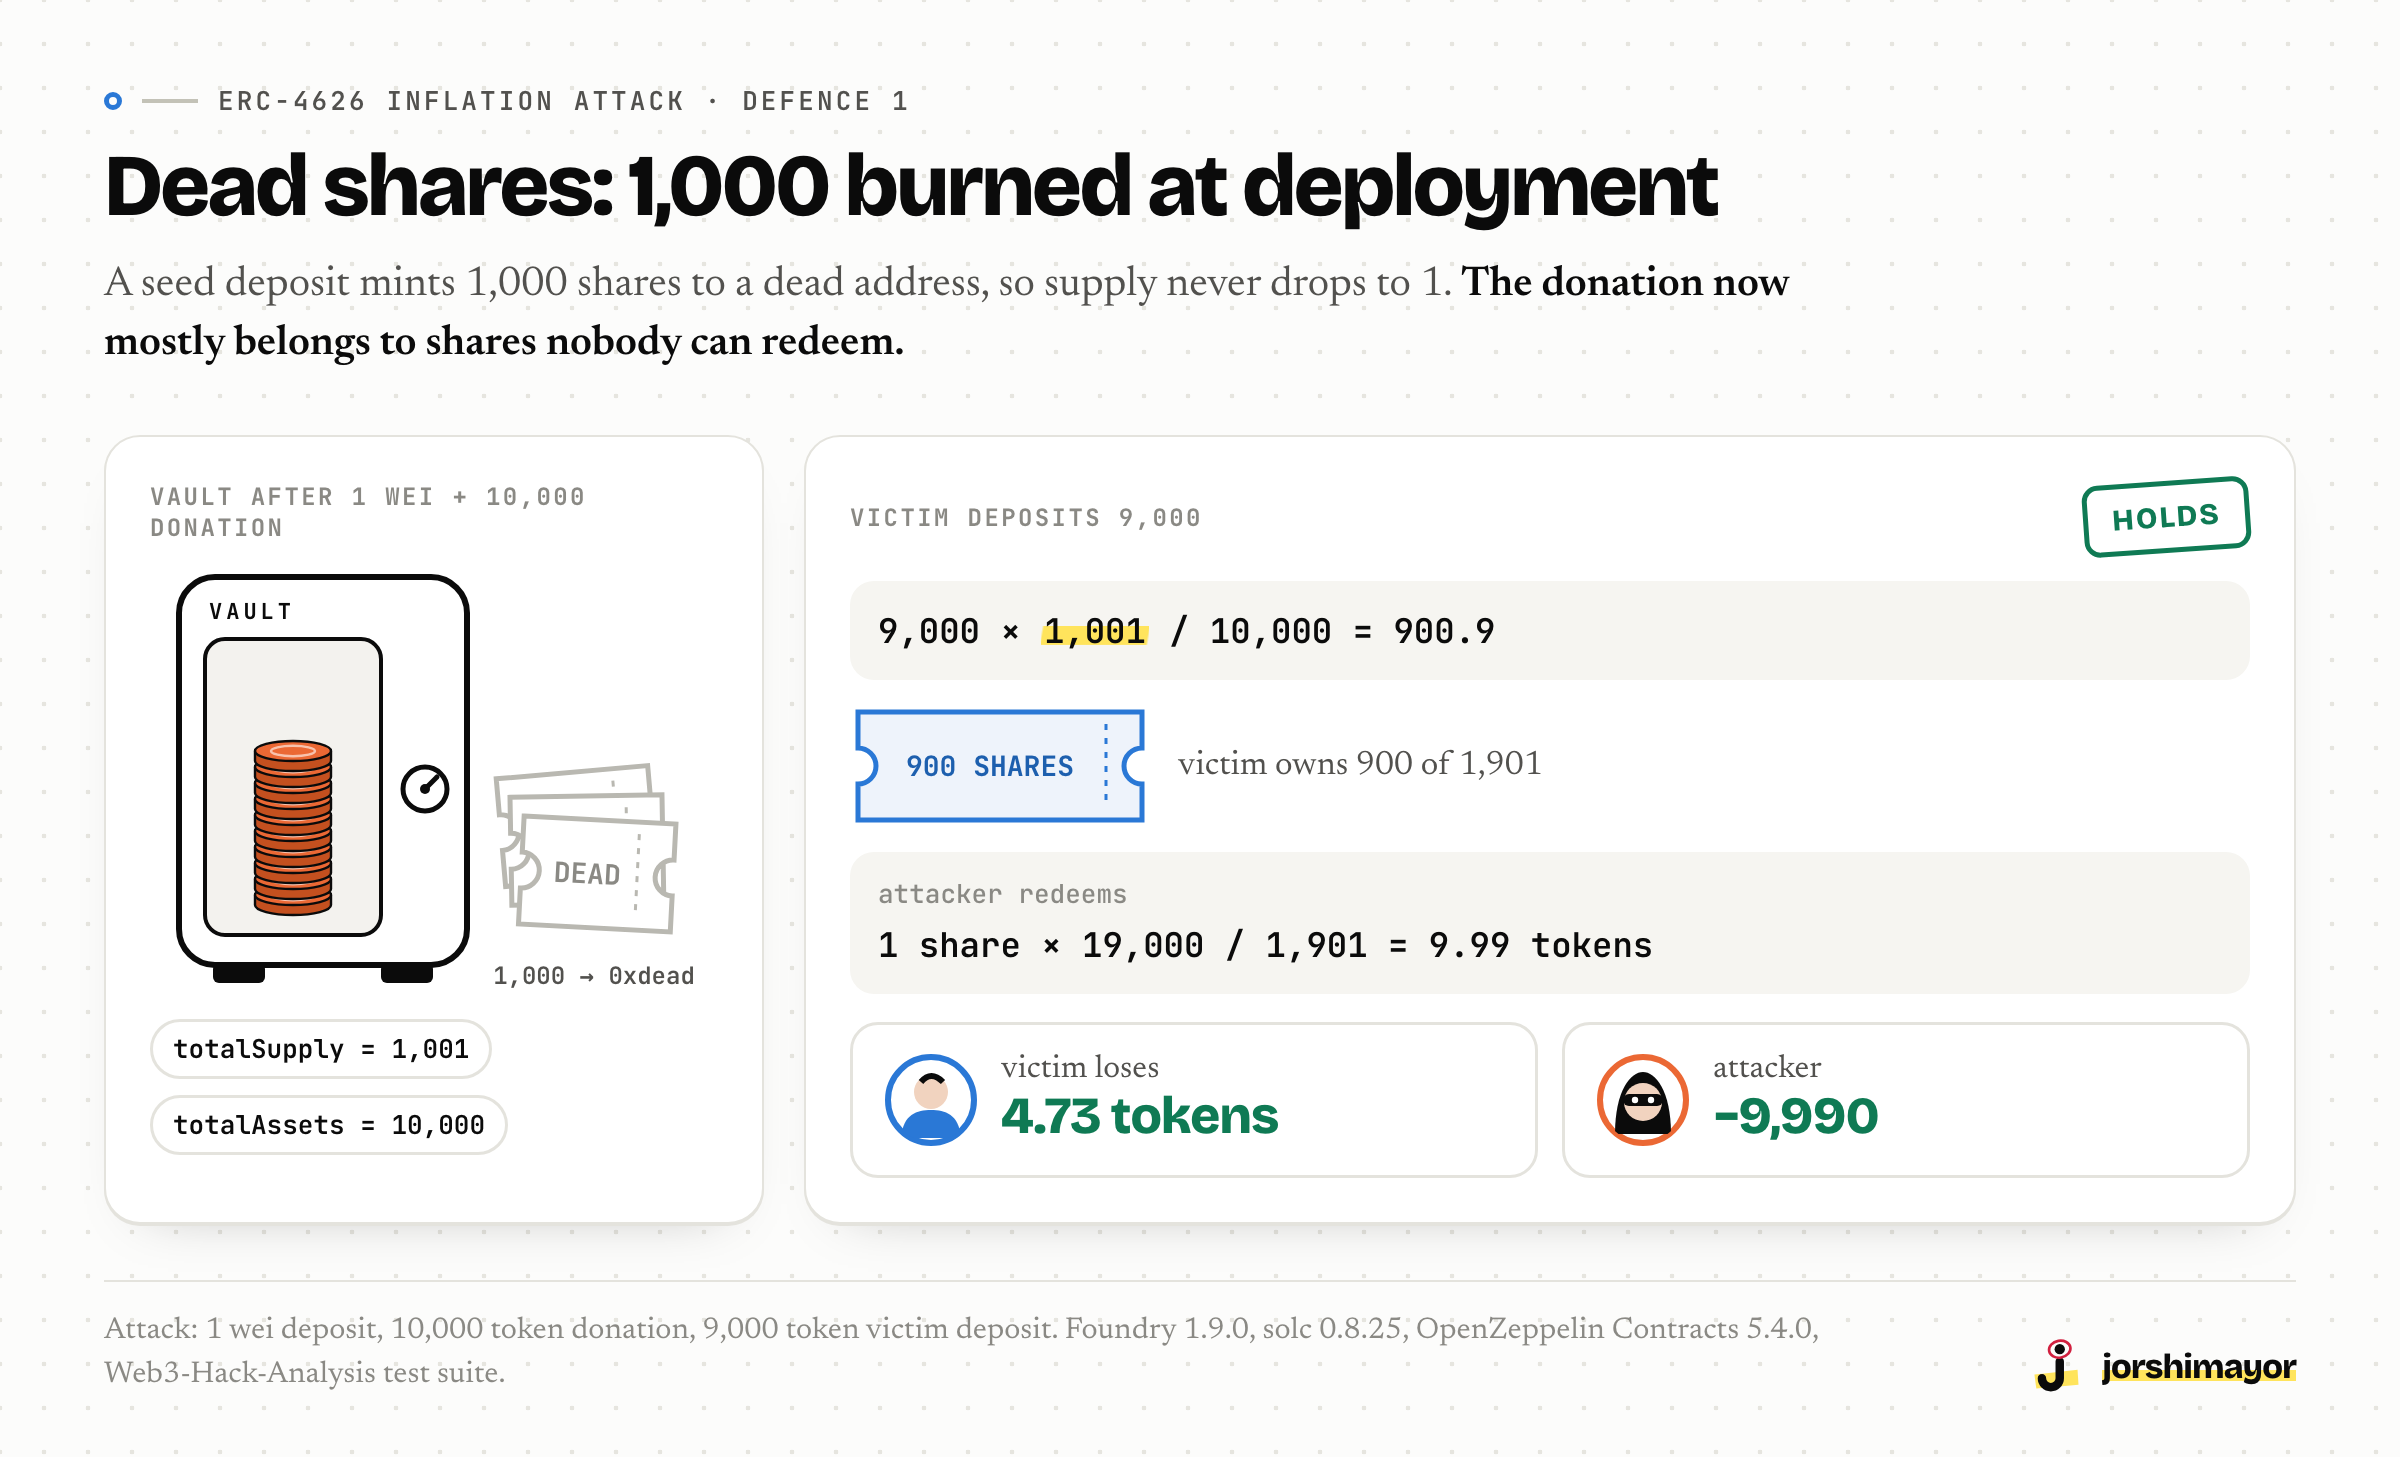 ERC-4626 INFLATION ATTACK · DEFENCE 1
Dead shares: 1,000 burned at deployment
A seed deposit mints 1,000 shares to a dead address, so supply never drops to 1. The donation now
mostly belongs to shares nobody can redeem.
VAULT AFTER 1 WEI + 10,000
DONATION
VAULT
DEAD
1,000 → 0xdead
totalSupply = 1,001
totalAssets = 10,000
VICTIM DEPOSITS 9,000
HOLDS
9,000 × 1,001 / 10,000 = 900.9
900 SHARES
victim owns 900 of 1,901
attacker redeems
1 share × 19,000 / 1,901 = 9.99 tokens
victim loses
4.73 tokens
attacker
−9,990
Attack: 1 wei deposit, 10,000 token donation, 9,000 token victim deposit. Foundry 1.9.0, solc 0.8.25, OpenZeppelin Contracts 5.4.0,
Web3-Hack-Analysis test suite.
jorshimayor